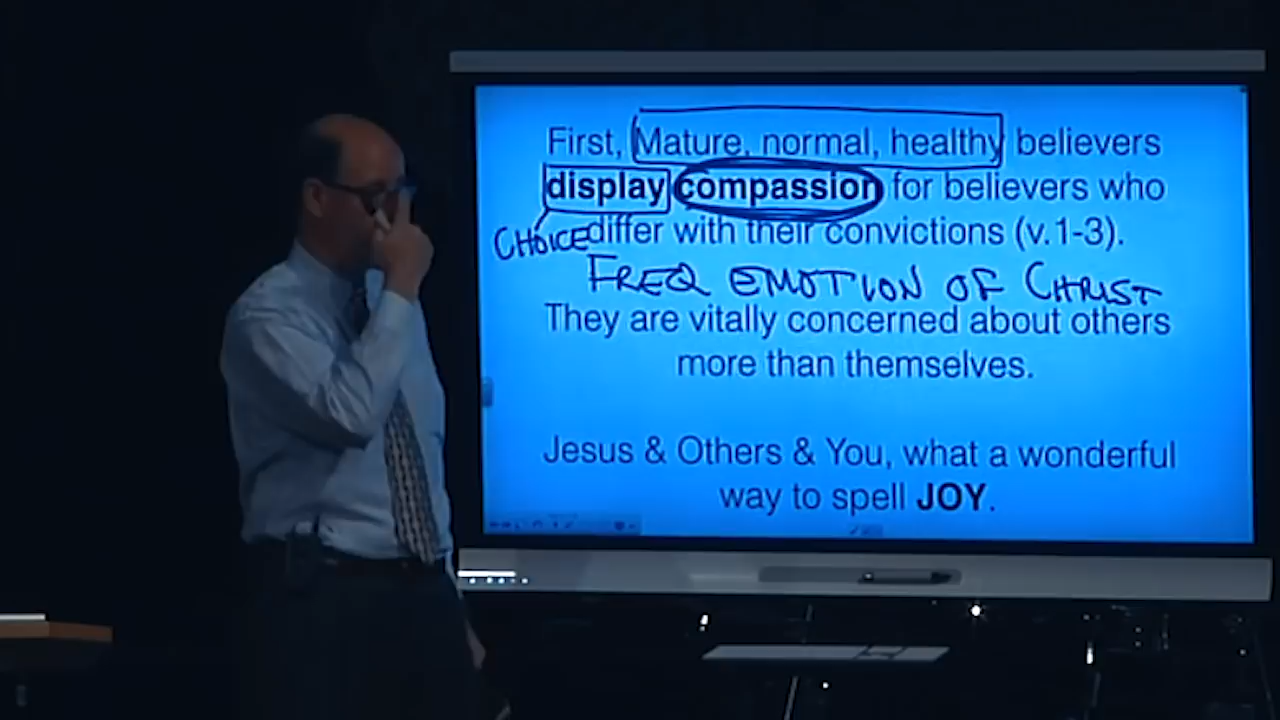 First, Mature, normal, healthy believers
display compassion for believers who
CHOICE differ with their convictions (v.1-3).
FREQ EMOTION OF CHRIST
They are vitally concerned about others
more than themselves.
Jesus & Others & You, what a wonderful
way to spell JOY.